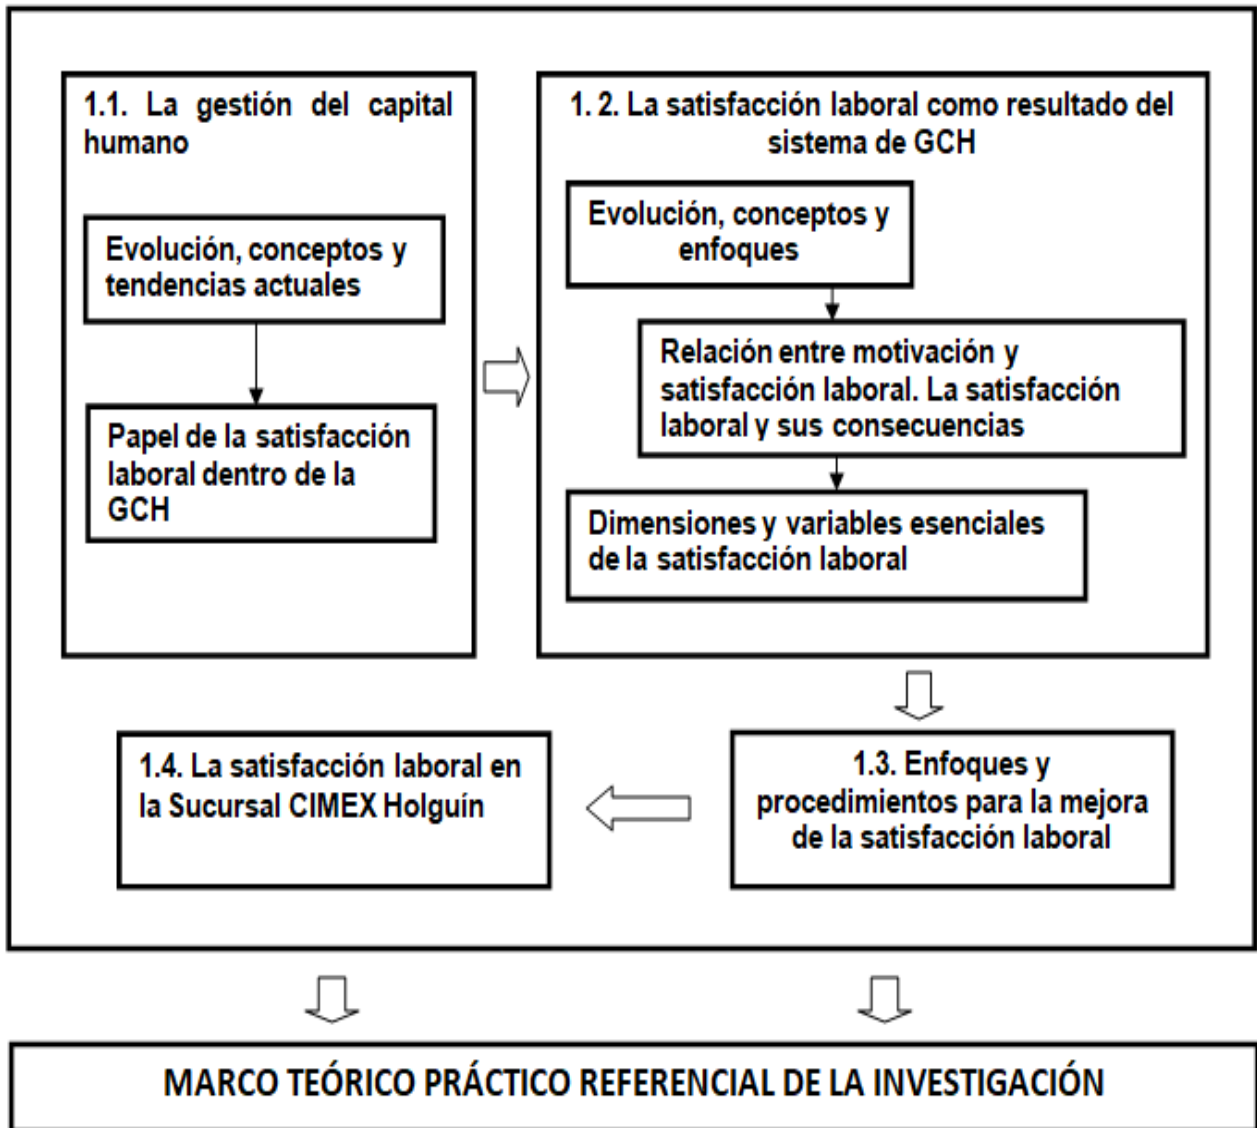 1.1. La gestión del capital
humano
Evolución, conceptos y
tendencias actuales
Papel de la satisfacción
laboral dentro de la
GCH
1. 2. La satisfacción laboral como resultado del
sistema de GCH
Evolución, conceptos y
enfoques
Relación entre motivación y
satisfacción laboral. La satisfacción
laboral y sus consecuencias
Dimensiones y variables esenciales
de la satisfacción laboral
1.3. Enfoques y
procedimientos para la mejora
de la satisfacción laboral
1.4. La satisfacción laboral en
la Sucursal CIMEX Holguín
MARCO TEÓRICO PRÁCTICO REFERENCIAL DE LA INVESTIGACIÓN